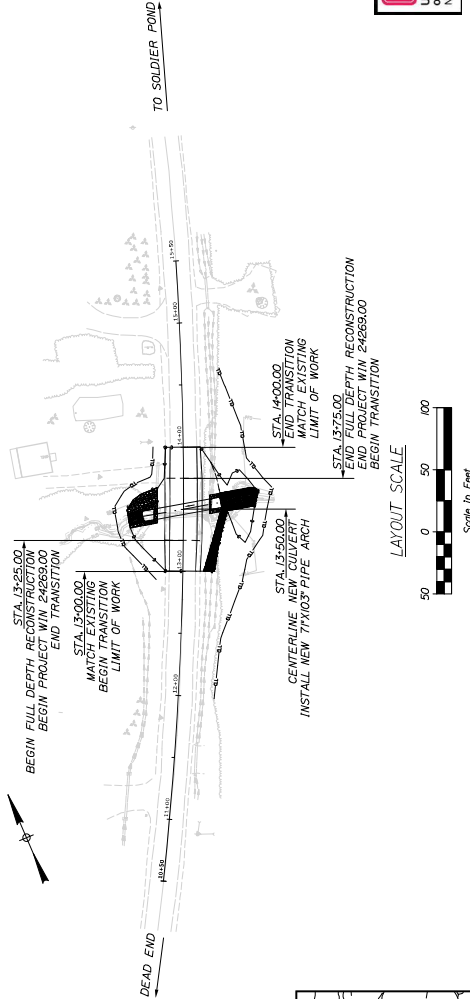 TO SOLDIER POND
STA. 13+25.00
BEGIN FULL DEPTH RECONSTRUCTION
BEGIN PROJECT WIN 24269.00
END TRANSITION
STA. 13+00.00
MATCH EXISTING
BEGIN TRANSITION
LIMIT OF WORK
10+50
11+00
12+00
13+00
14+00
15+00
15+50
DEAD END
STA. 14+00.00
END TRANSITION
MATCH EXISTING
LIMIT OF WORK
STA. 13+75.00
END FULL DEPTH RECONSTRUCTION
END PROJECT WIN 24269.00
BEGIN TRANSITION
STA. 13+50.00
CENTERLINE NEW CULVERT
INSTALL NEW 71"X103" PIPE ARCH
LAYOUT SCALE
50 0 50 100
Scale in Feet